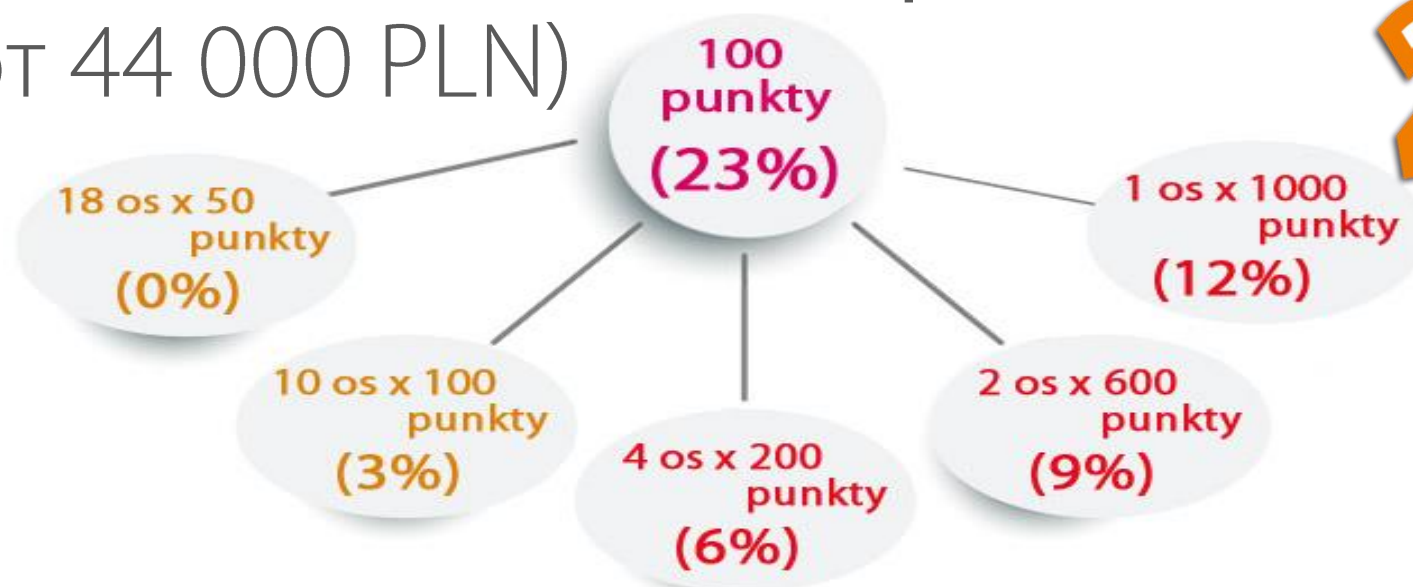 от 44 000 PLN)
100
punkty
(23%)
18 os x 50
punkty
(0%)
10 os x 100
punkty
(3%)
4 os x 200
punkty
(6%)
2 os x 600
punkty
(9%)
1 os x 1000
punkty
(12%)